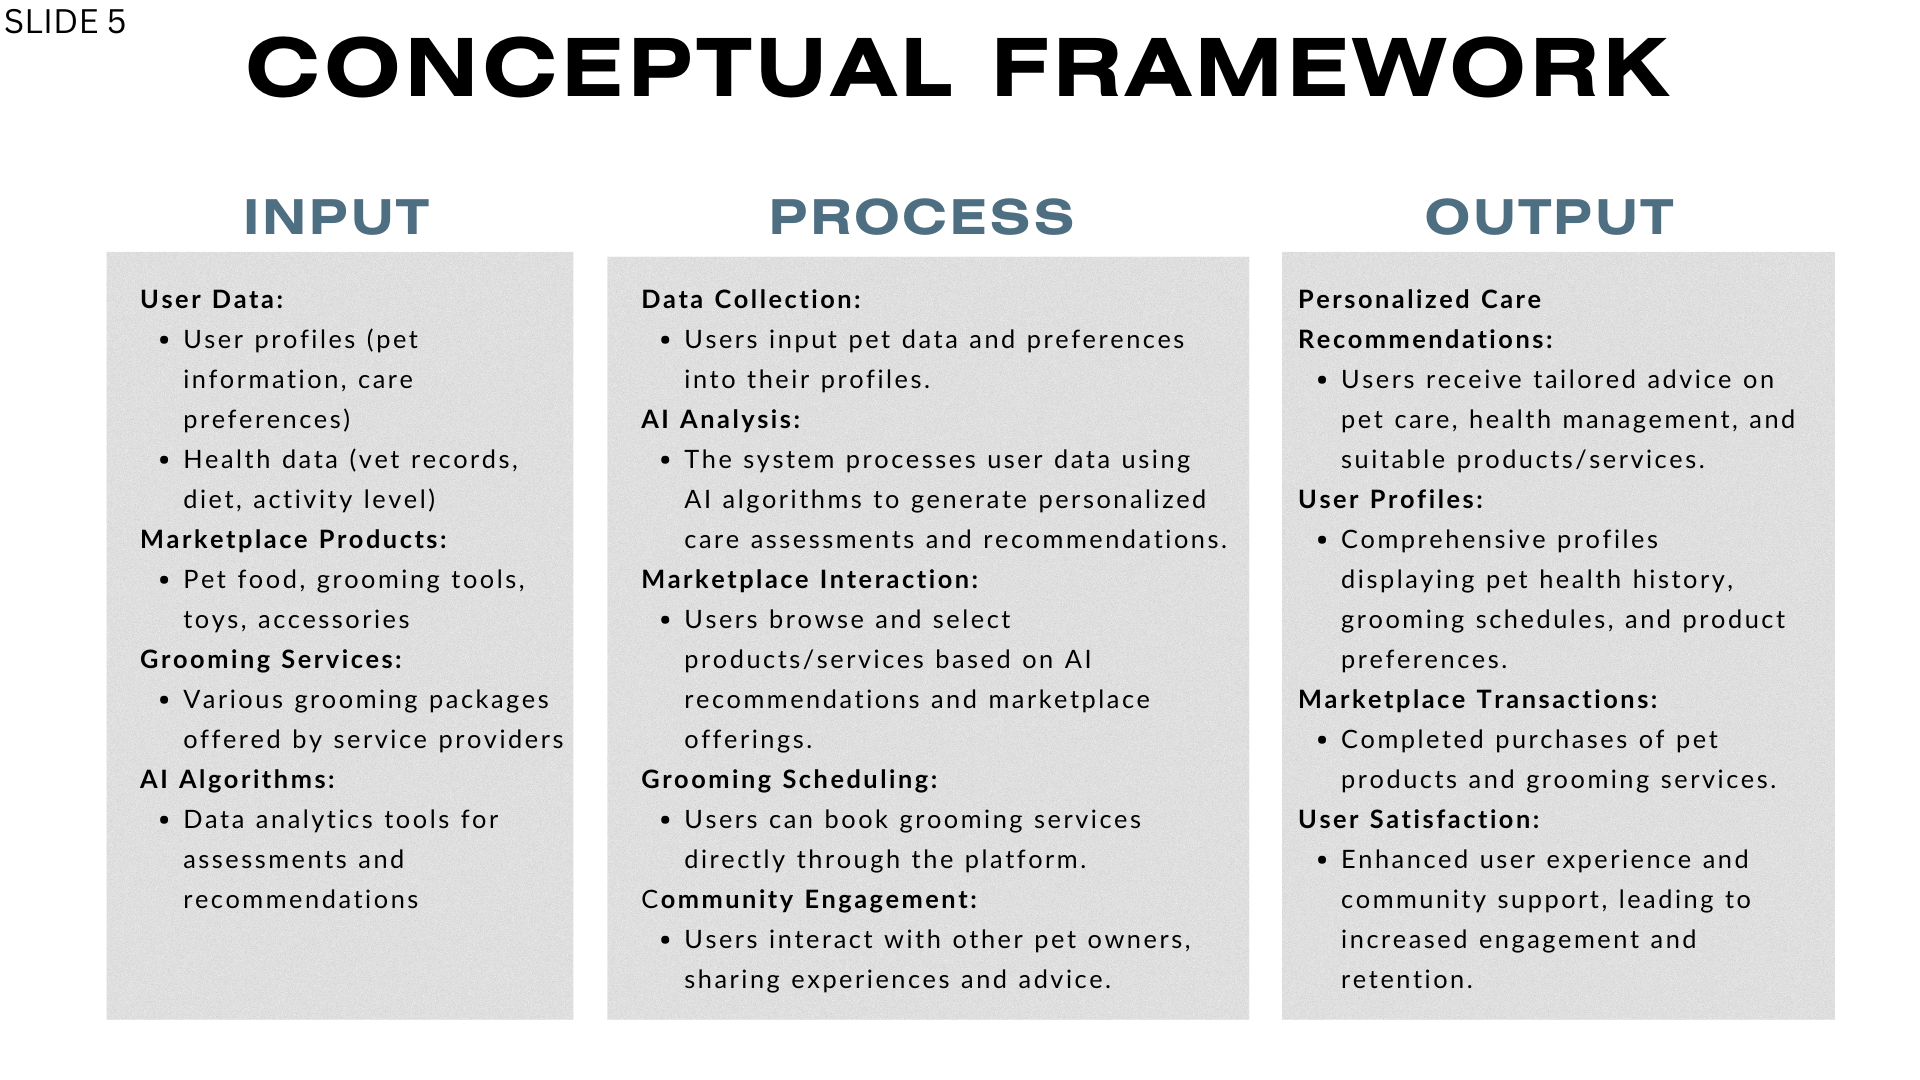 SLIDE 5
CONCEPTUAL FRAMEWORK
INPUT
User Data:
• User profiles (pet
information, care
preferences)
• Health data (vet records,
diet, activity level)
Marketplace Products:
• Pet food, grooming tools,
toys, accessories
Grooming Services:
• Various grooming packages
offered by service providers
AI Algorithms:
• Data analytics tools for
assessments and
recommendations
PROCESS
Data Collection:
• Users input pet data and preferences
into their profiles.
AI Analysis:
• The system processes user data using
AI algorithms to generate personalized
care assessments and recommendations.
Marketplace Interaction:
• Users browse and select
products/services based on AI
recommendations and marketplace
offerings.
Grooming Scheduling:
• Users can book grooming services
directly through the platform.
Community Engagement:
• Users interact with other pet owners,
sharing experiences and advice.
OUTPUT
Personalized Care
Recommendations:
• Users receive tailored advice on
pet care, health management, and
suitable products/services.
User Profiles:
• Comprehensive profiles
displaying pet health history,
grooming schedules, and product
preferences.
Marketplace Transactions:
• Completed purchases of pet
products and grooming services.
User Satisfaction:
• Enhanced user experience and
community support, leading to
increased engagement and
retention.